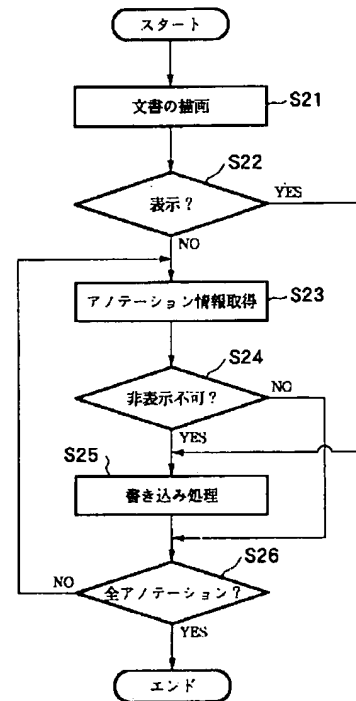 スタート
文書の描画
S21
S22
表示？
YES
NO
アノテーション情報取得
S23
S24
非表示不可？
NO
YES
S25
書き込み処理
S26
NO
全アノテーション？
YES
エンド